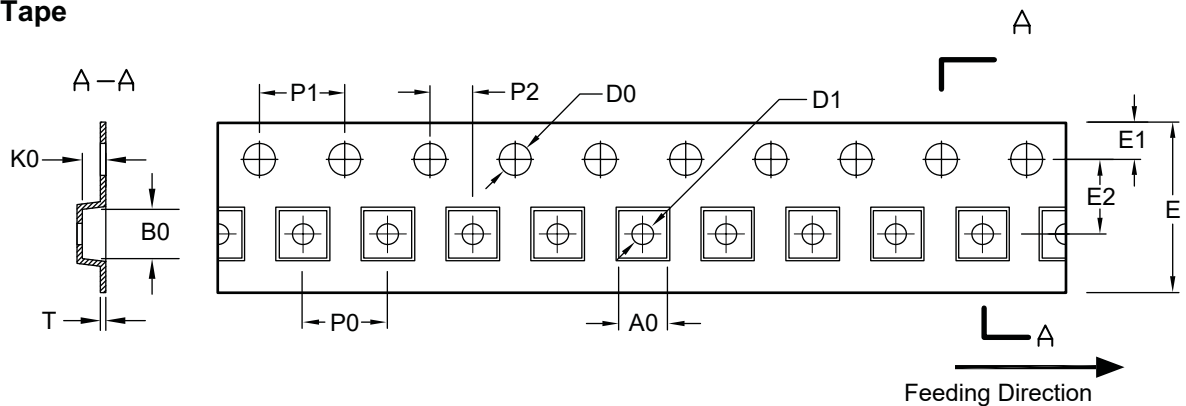 Tape
A
A-A
P1
P2
D0
D1
E1
K0
E2
E
B0
T
P0
A0
A
Feeding Direction